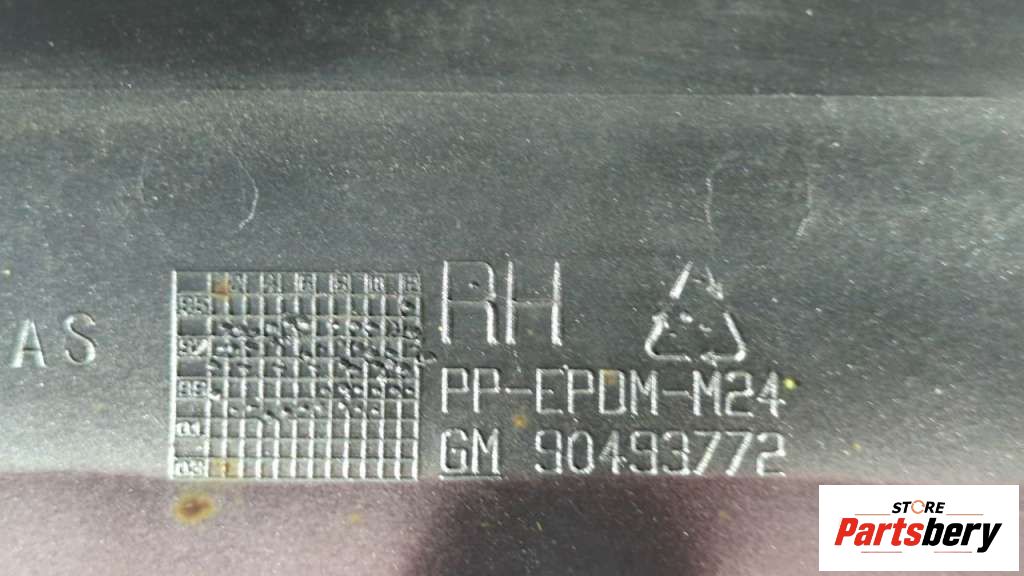 AS
RH
PP-EPDM-M24
GM 90493772
STORE
Partsbery